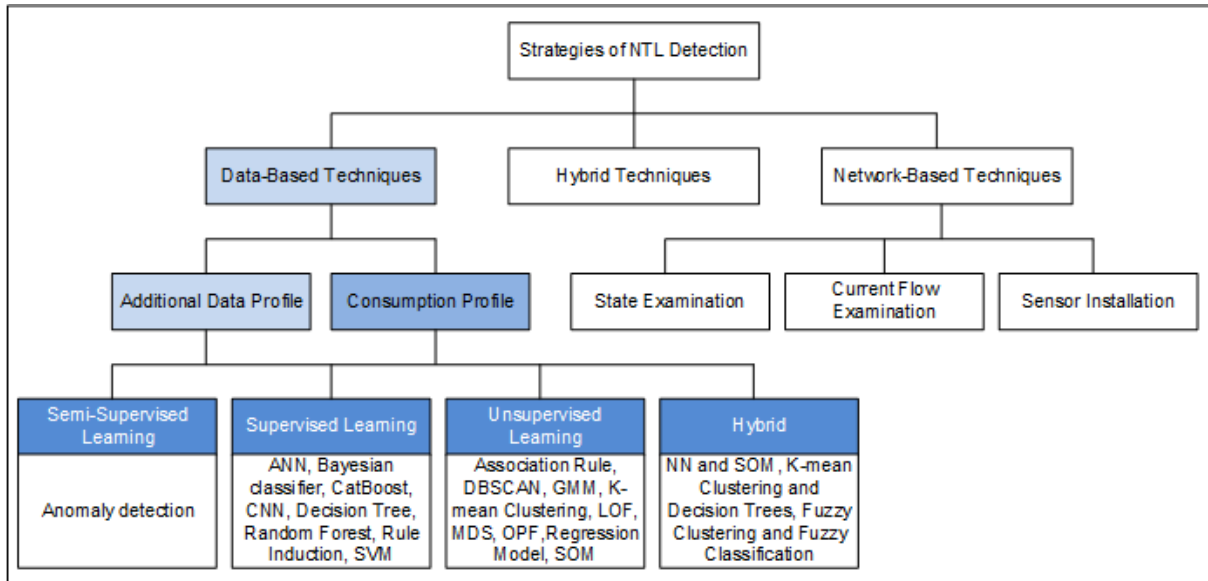 Strategies of NTL Detection
Data-Based Techniques
Hybrid Techniques
Network-Based Techniques
Additional Data Profile
Consumption Profile
State Examination
Current Flow
Examination
Sensor Installation
Semi-Supervised
Learning
Anomaly detection
Supervised Learning
ANN, Bayesian
classifier, CatBoost,
CNN, Decision Tree,
Random Forest, Rule
Induction, SVM
Unsupervised
Learning
Association Rule,
DBSCAN, GMM, K-
mean Clustering, LOF,
MDS, OPF,Regression
Model, SOM
Hybrid
NN and SOM, K-mean
Clustering and
Decision Trees, Fuzzy
Clustering and Fuzzy
Classification